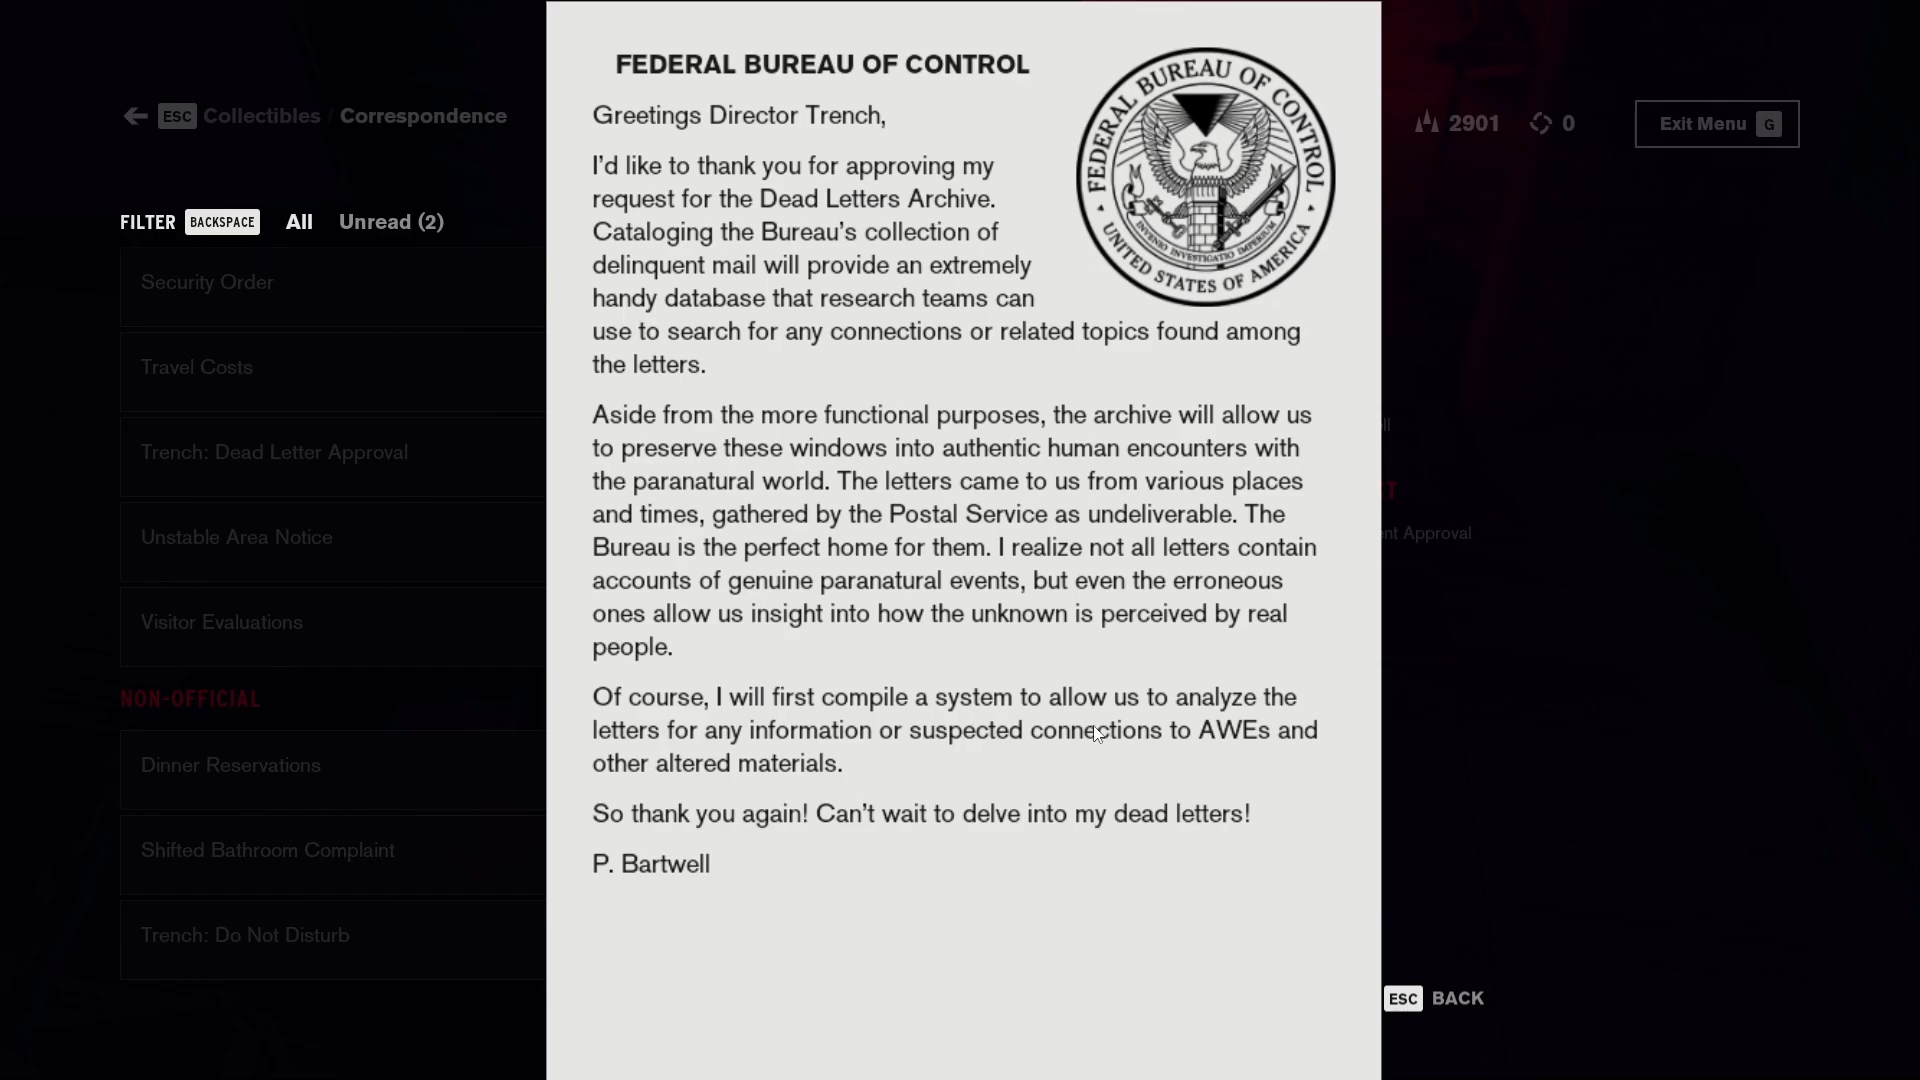 FEDERAL BUREAU OF CONTROL
FEDERAL BUREAU OF CONTROL
UNITED STATES OF AMERICA
INVENIO INVESTIGATIO IMPERIUM
Greetings Director Trench,
I'd like to thank you for approving my
request for the Dead Letters Archive.
Cataloging the Bureau's collection of
delinquent mail will provide an extremely
handy database that research teams can
use to search for any connections or related topics found among
the letters.
Aside from the more functional purposes, the archive will allow us
to preserve these windows into authentic human encounters with
the paranatural world. The letters came to us from various places
and times, gathered by the Postal Service as undeliverable. The
Bureau is the perfect home for them. I realize not all letters contain
accounts of genuine paranatural events, but even the erroneous
ones allow us insight into how the unknown is perceived by real
people.
Of course, I will first compile a system to allow us to analyze the
letters for any information or suspected connections to AWEs and
other altered materials.
So thank you again! Can't wait to delve into my dead letters!
P. Bartwell
ESC Collectibles / Correspondence
2901 0
Exit Menu G
FILTER BACKSPACE All Unread (2)
Security Order
Travel Costs
Trench: Dead Letter Approval
Unstable Area Notice
Visitor Evaluations
NON-OFFICIAL
Dinner Reservations
Shifted Bathroom Complaint
Trench: Do Not Disturb
Approval
ESC BACK